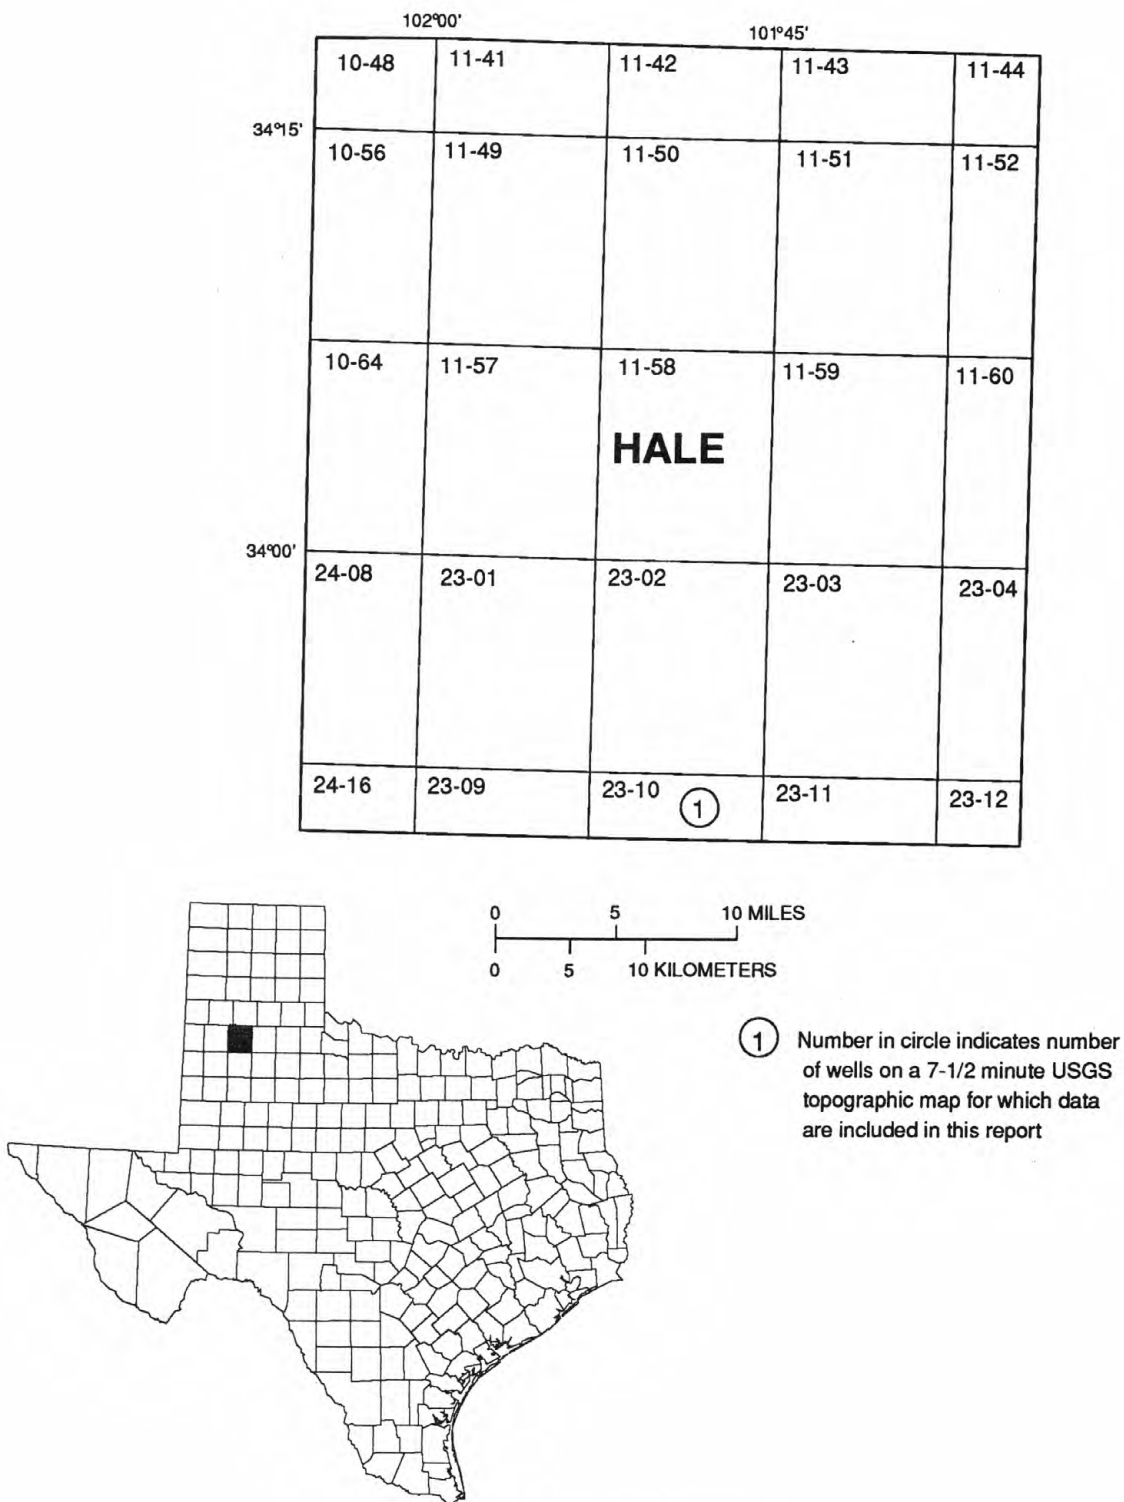 102°00'
101°45'
10-48 11-41 11-42 11-43 11-44
34°15'
10-56 11-49 11-50 11-51 11-52
10-64 11-57 11-58 11-59 11-60
HALE
34°00'
24-08 23-01 23-02 23-03 23-04
24-16 23-09 23-10 23-11 23-12
1
0 5 10 MILES
0 5 10 KILOMETERS
1 Number in circle indicates number
of wells on a 7-1/2 minute USGS
topographic map for which data
are included in this report